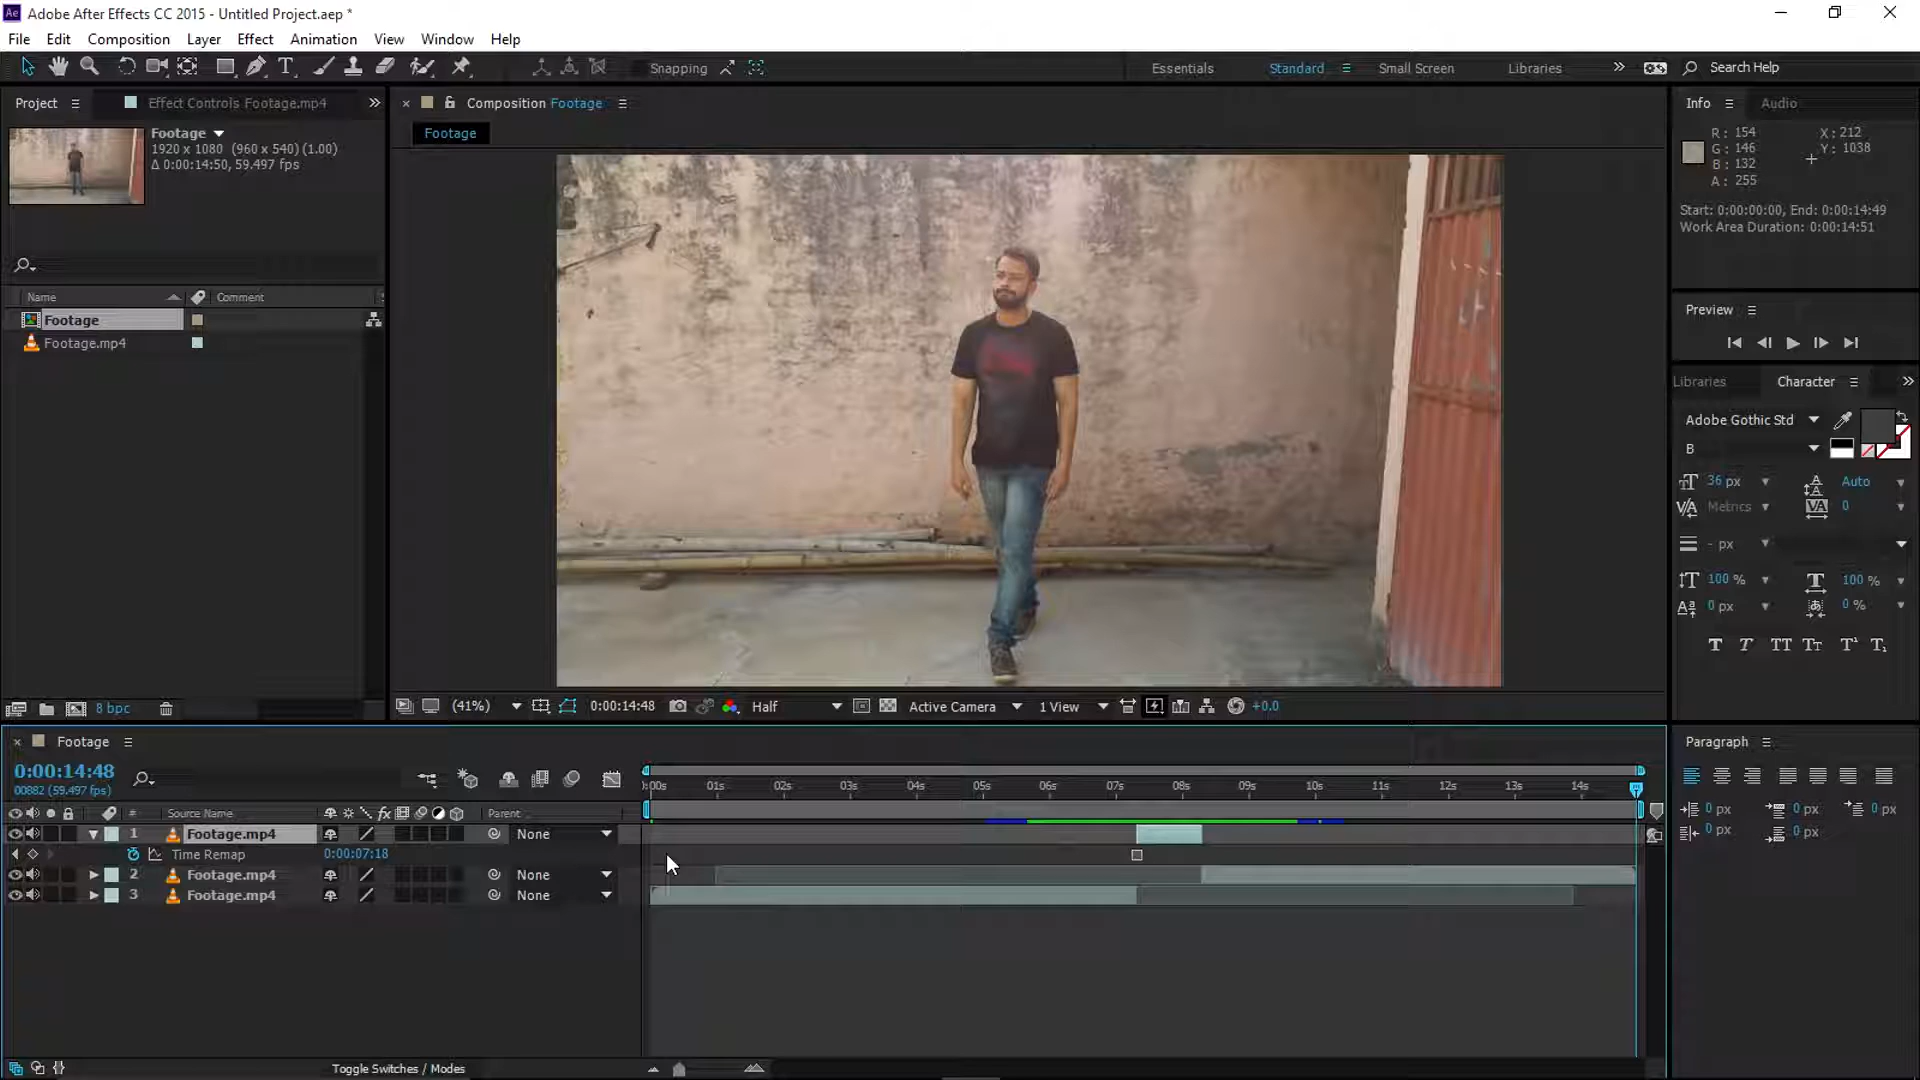 Ae Adobe After Effects CC 2015 - Untitled Project.aep *
File Edit Composition Layer Effect Animation View Window Help
Snapping Essentials Standard Small Screen Libraries Search Help
Project Effect Controls Footage.mp4
Composition Footage
Info Audio
Footage
1920 x 1080 (960 x 540) (1.00)
Δ 0:00:14:50, 59.497 fps
Footage
R: 154 X: 212
G: 146 Y: 1038
B: 132
A: 255
Start: 0:00:00:00, End: 0:00:14:49
Work Area Duration: 0:00:14:51
Name Comment
Footage
Footage.mp4
Preview
Libraries Character
Adobe Gothic Std
B
36 px Auto
Metrics 0
- px
100 % 100 %
0 px 0 %
T T TT Tt T¹ T₁
8 bpc
(41%) 0:00:14:48 Half Active Camera 1 View +0.0
Footage
0:00:14:48
00882 (59.497 fps)
# Source Name fx Parent
:00s 01s 02s 03s 04s 05s 06s 07s 08s 09s 10s 11s 12s 13s 14s
1 Footage.mp4 None
Time Remap 0:00:07:18
2 Footage.mp4 None
3 Footage.mp4 None
Toggle Switches / Modes
Paragraph
0 px 0 px 0 px
0 px 0 px